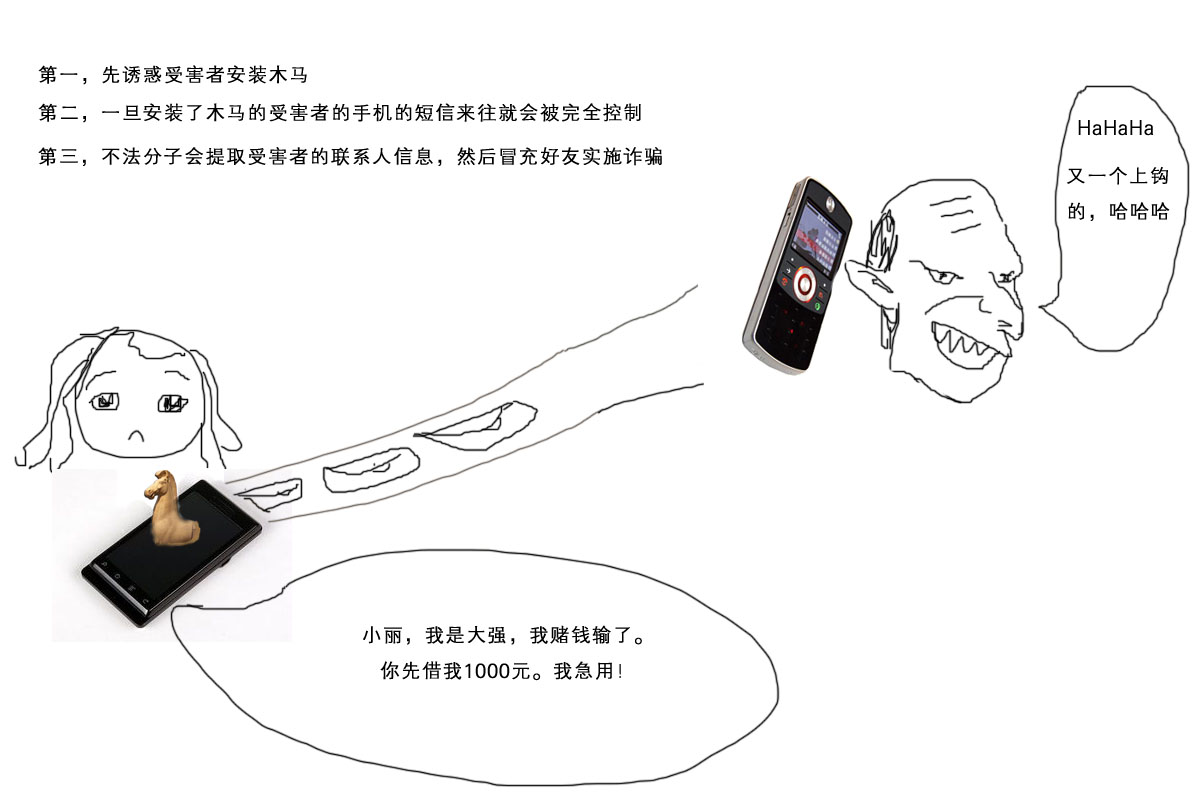 第一，先诱惑受害者安装木马
第二，一旦安装了木马的受害者的手机的短信来往就会被完全控制
第三，不法分子会提取受害者的联系人信息，然后冒充好友实施诈骗
HaHaHa
又一个上钩
的，哈哈哈
小丽，我是大强，我赌钱输了。
你先借我1000元。我急用！